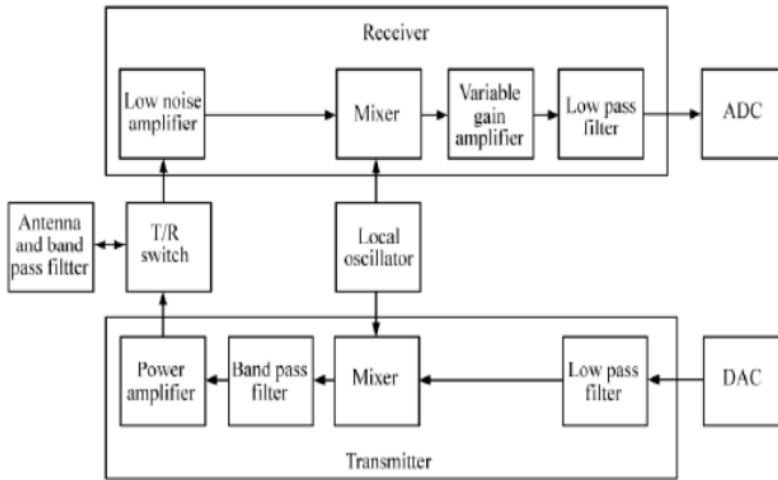 Receiver
Low noise
amplifier
Mixer
Variable
gain
amplifier
Low pass
filter
ADC
Antenna
and band
pass filtter
T/R
switch
Local
oscillator
Power
amplifier
Band pass
filter
Mixer
Low pass
filter
DAC
Transmitter